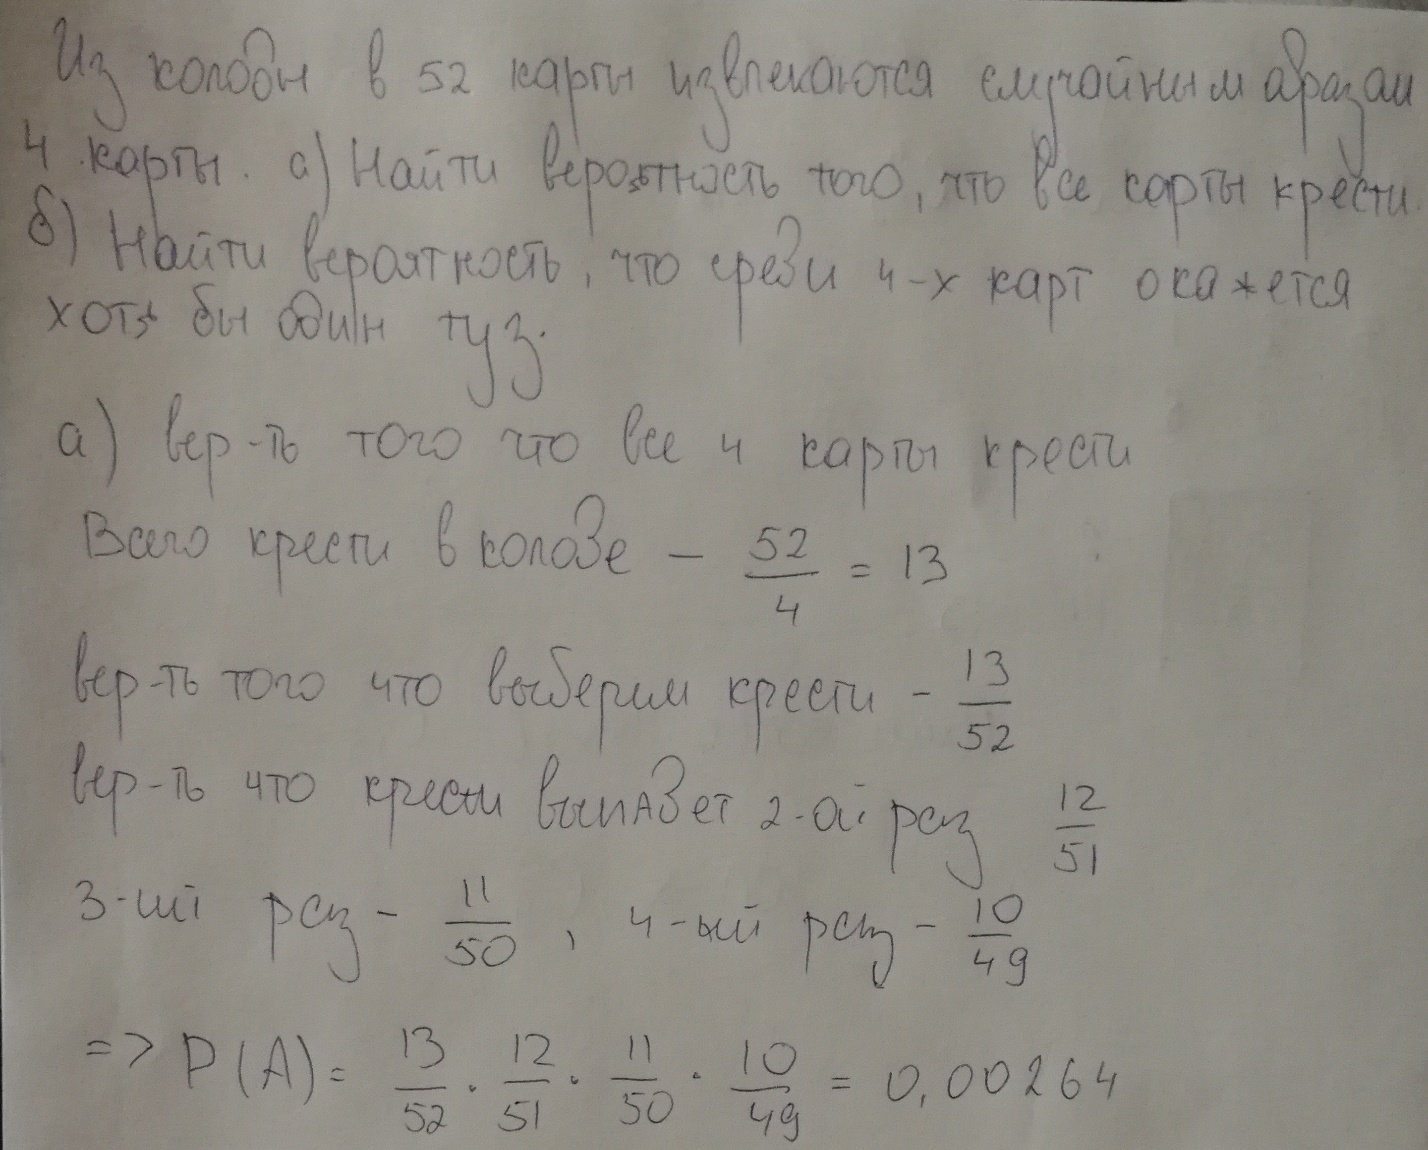 Из колоды в 52 карты извлекаются случайным образом
4 карты. а) Найти вероятность того, что все карты крести.
б) Найти вероятность, что среди 4-х карт окажется
хотя бы один туз.
а) вер-ть того что все 4 карты крести
Всего крести в колоде - 52/4 = 13
вер-ть того что выберим крести - 13/52
вер-ть что крести выпадет 2-ой раз 12/51
3-ий раз - 11/50, 4-ый раз - 10/49
=> P(A) = 13/52 · 12/51 · 11/50 · 10/49 = 0,00264